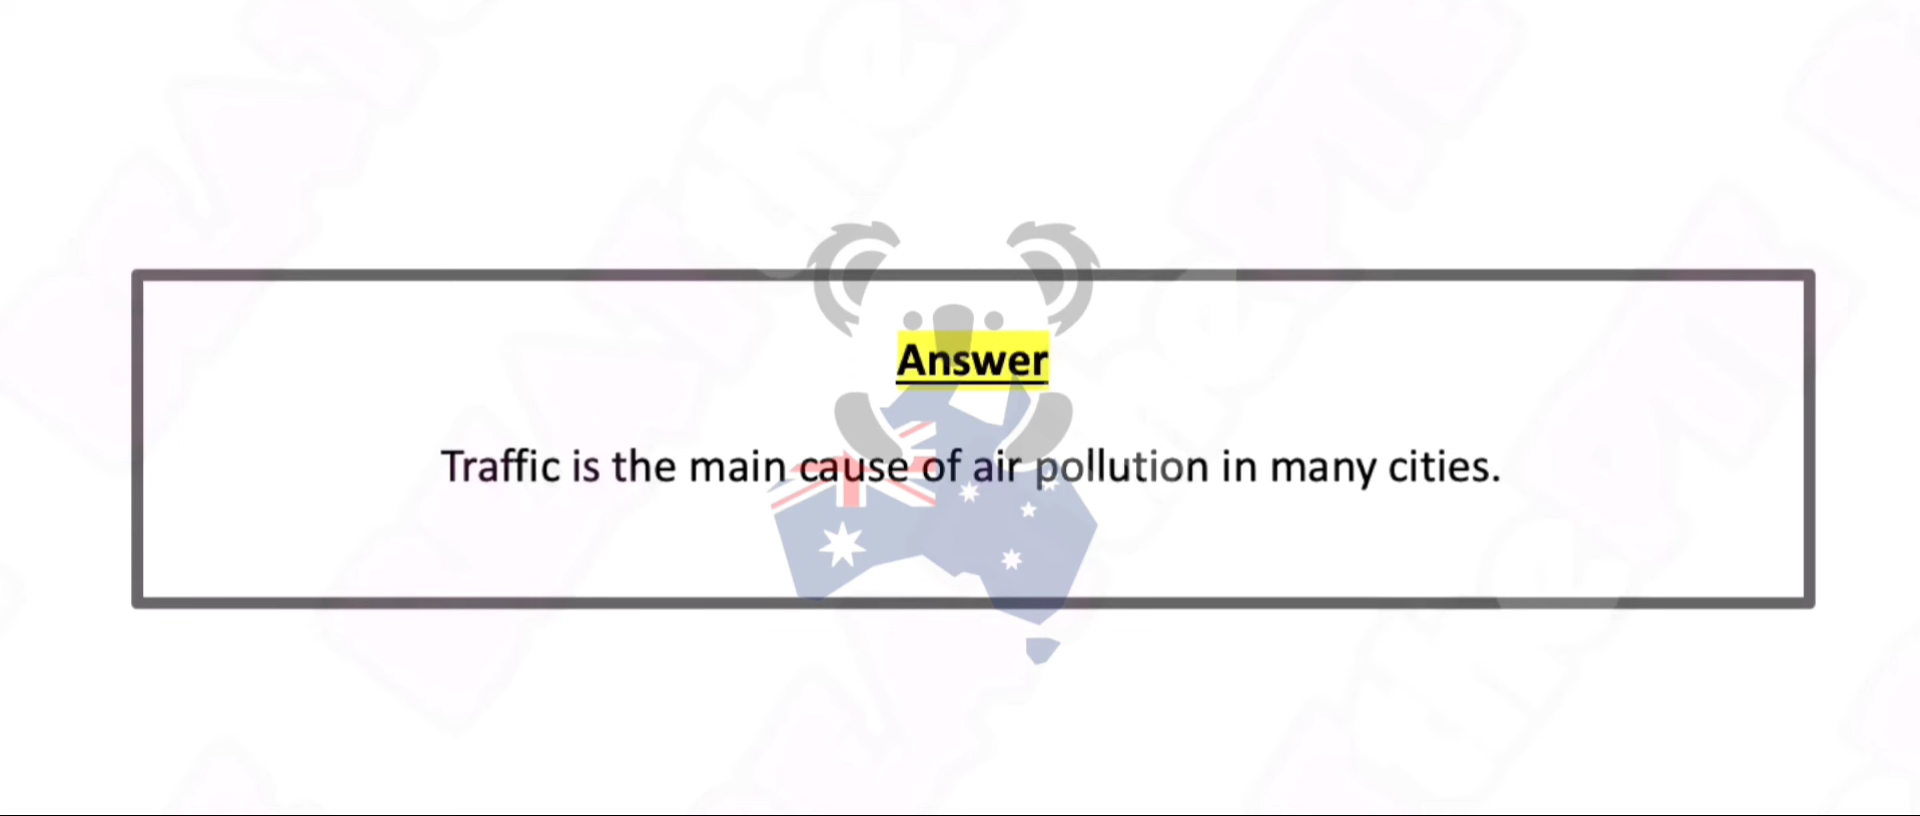 Answer
Traffic is the main cause of air pollution in many cities.